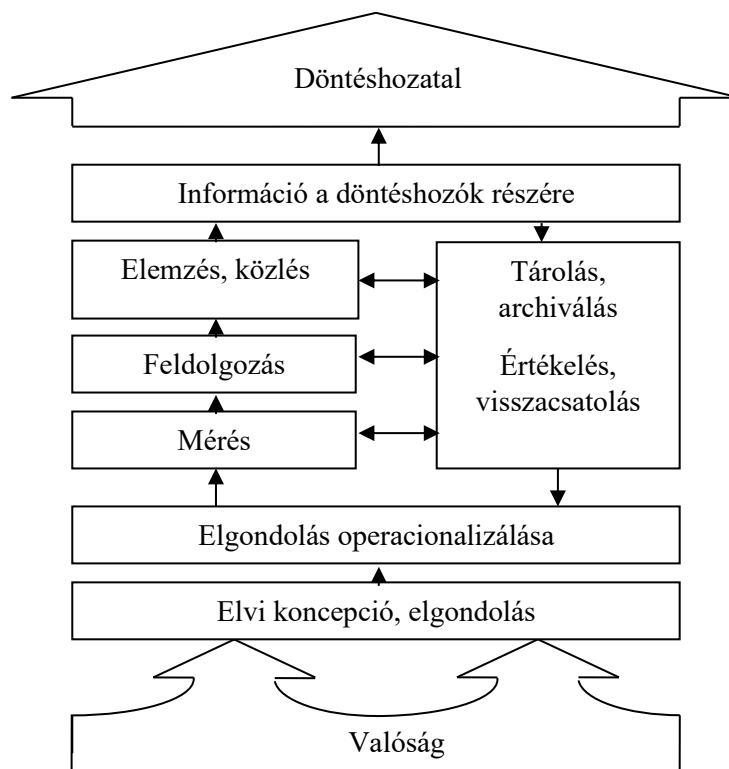 Döntéshozatal
Információ a döntéshozók részére
Elemzés, közlés
Tárolás,
archiválás
Feldolgozás
Értékelés,
visszacsatolás
Mérés
Elgondolás operacionalizálása
Elvi koncepció, elgondolás
Valóság